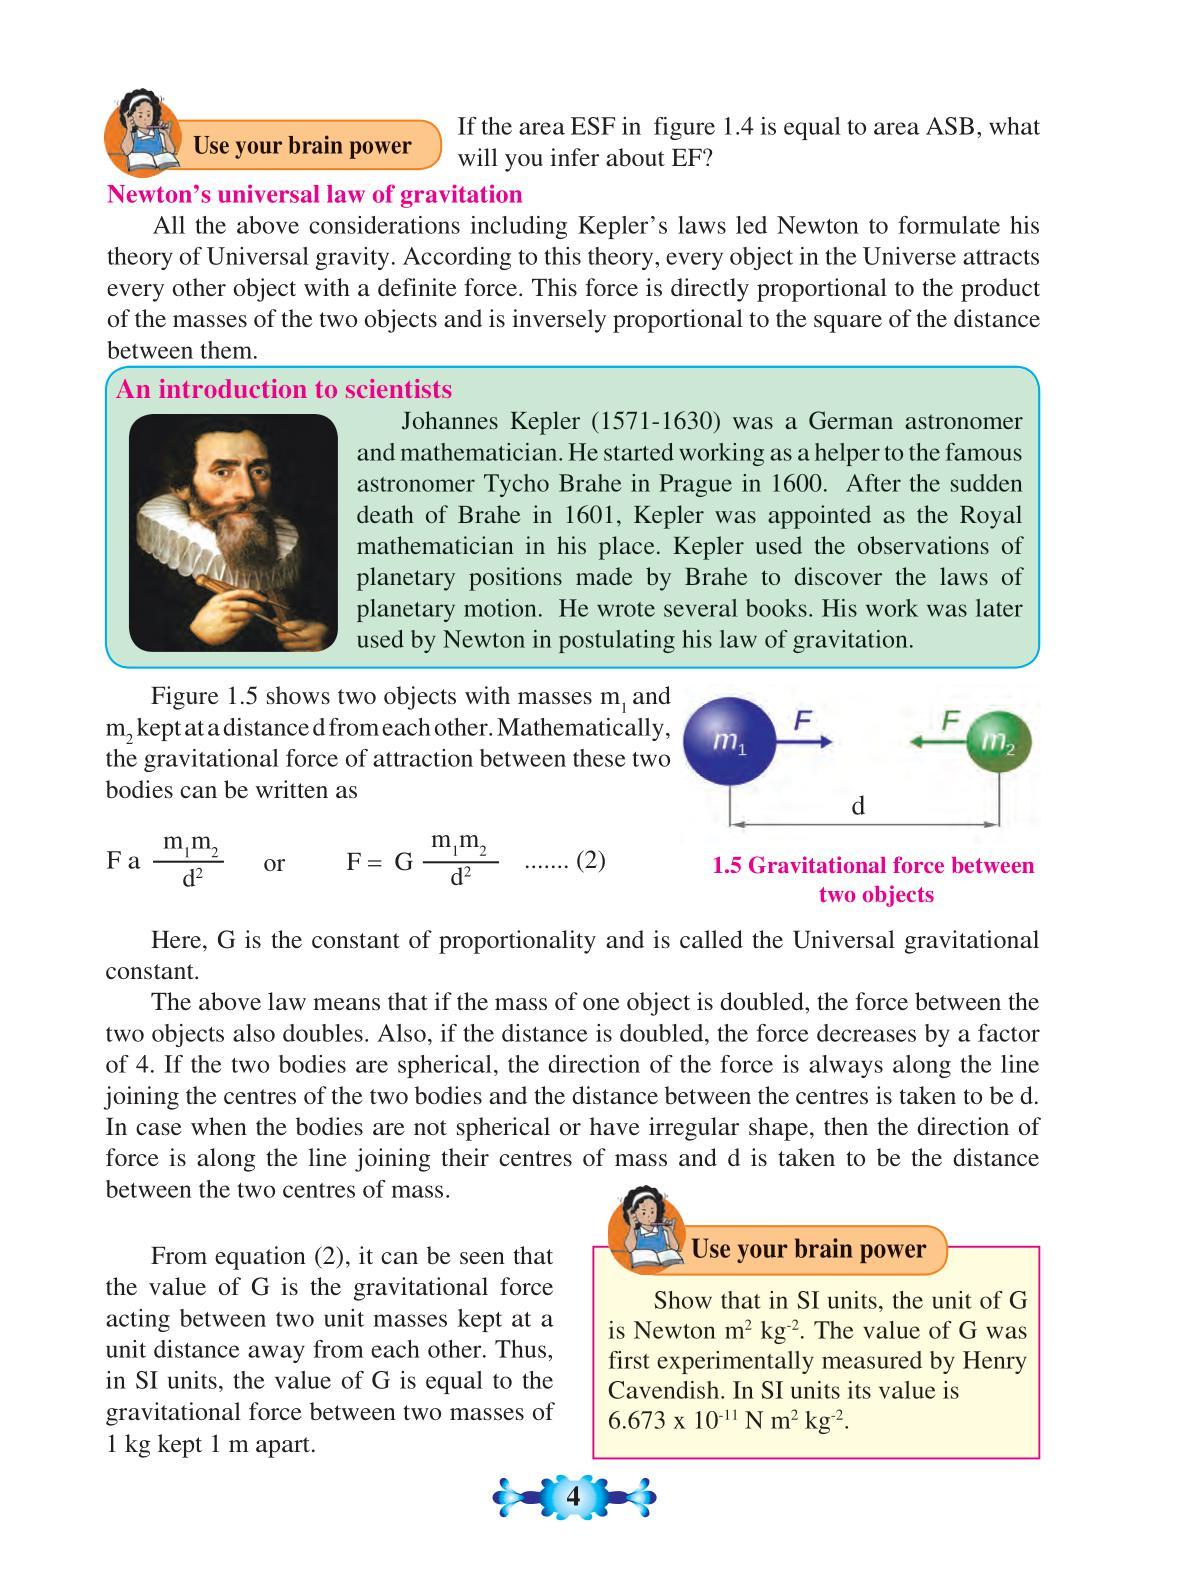 Use your brain power
If the area ESF in figure 1.4 is equal to area ASB, what
will you infer about EF?
Newton’s universal law of gravitation
All the above considerations including Kepler’s laws led Newton to formulate his
theory of Universal gravity. According to this theory, every object in the Universe attracts
every other object with a definite force. This force is directly proportional to the product
of the masses of the two objects and is inversely proportional to the square of the distance
between them.
An introduction to scientists
Johannes Kepler (1571-1630) was a German astronomer
and mathematician. He started working as a helper to the famous
astronomer Tycho Brahe in Prague in 1600. After the sudden
death of Brahe in 1601, Kepler was appointed as the Royal
mathematician in his place. Kepler used the observations of
planetary positions made by Brahe to discover the laws of
planetary motion. He wrote several books. His work was later
used by Newton in postulating his law of gravitation.
Figure 1.5 shows two objects with masses m₁ and
m₂ kept at a distance d from each other. Mathematically,
the gravitational force of attraction between these two
bodies can be written as
F a m₁m₂ / d² or F = G m₁m₂ / d² ....... (2)
m₁ F F m₂
d
1.5 Gravitational force between
two objects
Here, G is the constant of proportionality and is called the Universal gravitational
constant.
The above law means that if the mass of one object is doubled, the force between the
two objects also doubles. Also, if the distance is doubled, the force decreases by a factor
of 4. If the two bodies are spherical, the direction of the force is always along the line
joining the centres of the two bodies and the distance between the centres is taken to be d.
In case when the bodies are not spherical or have irregular shape, then the direction of
force is along the line joining their centres of mass and d is taken to be the distance
between the two centres of mass.
From equation (2), it can be seen that
the value of G is the gravitational force
acting between two unit masses kept at a
unit distance away from each other. Thus,
in SI units, the value of G is equal to the
gravitational force between two masses of
1 kg kept 1 m apart.
Use your brain power
Show that in SI units, the unit of G
is Newton m² kg⁻². The value of G was
first experimentally measured by Henry
Cavendish. In SI units its value is
6.673 x 10⁻¹¹ N m² kg⁻².
4